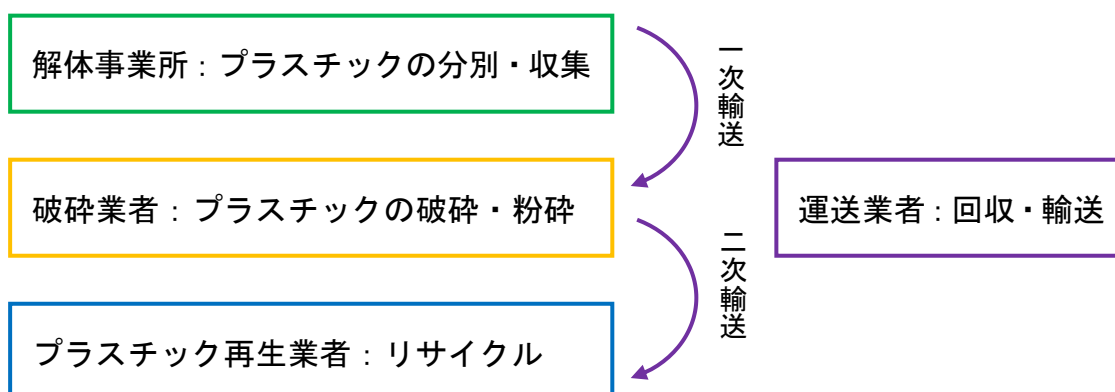 解体事業所：プラスチックの分別・収集
一次輸送
破砕業者：プラスチックの破砕・粉砕
運送業者：回収・輸送
二次輸送
プラスチック再生業者：リサイクル